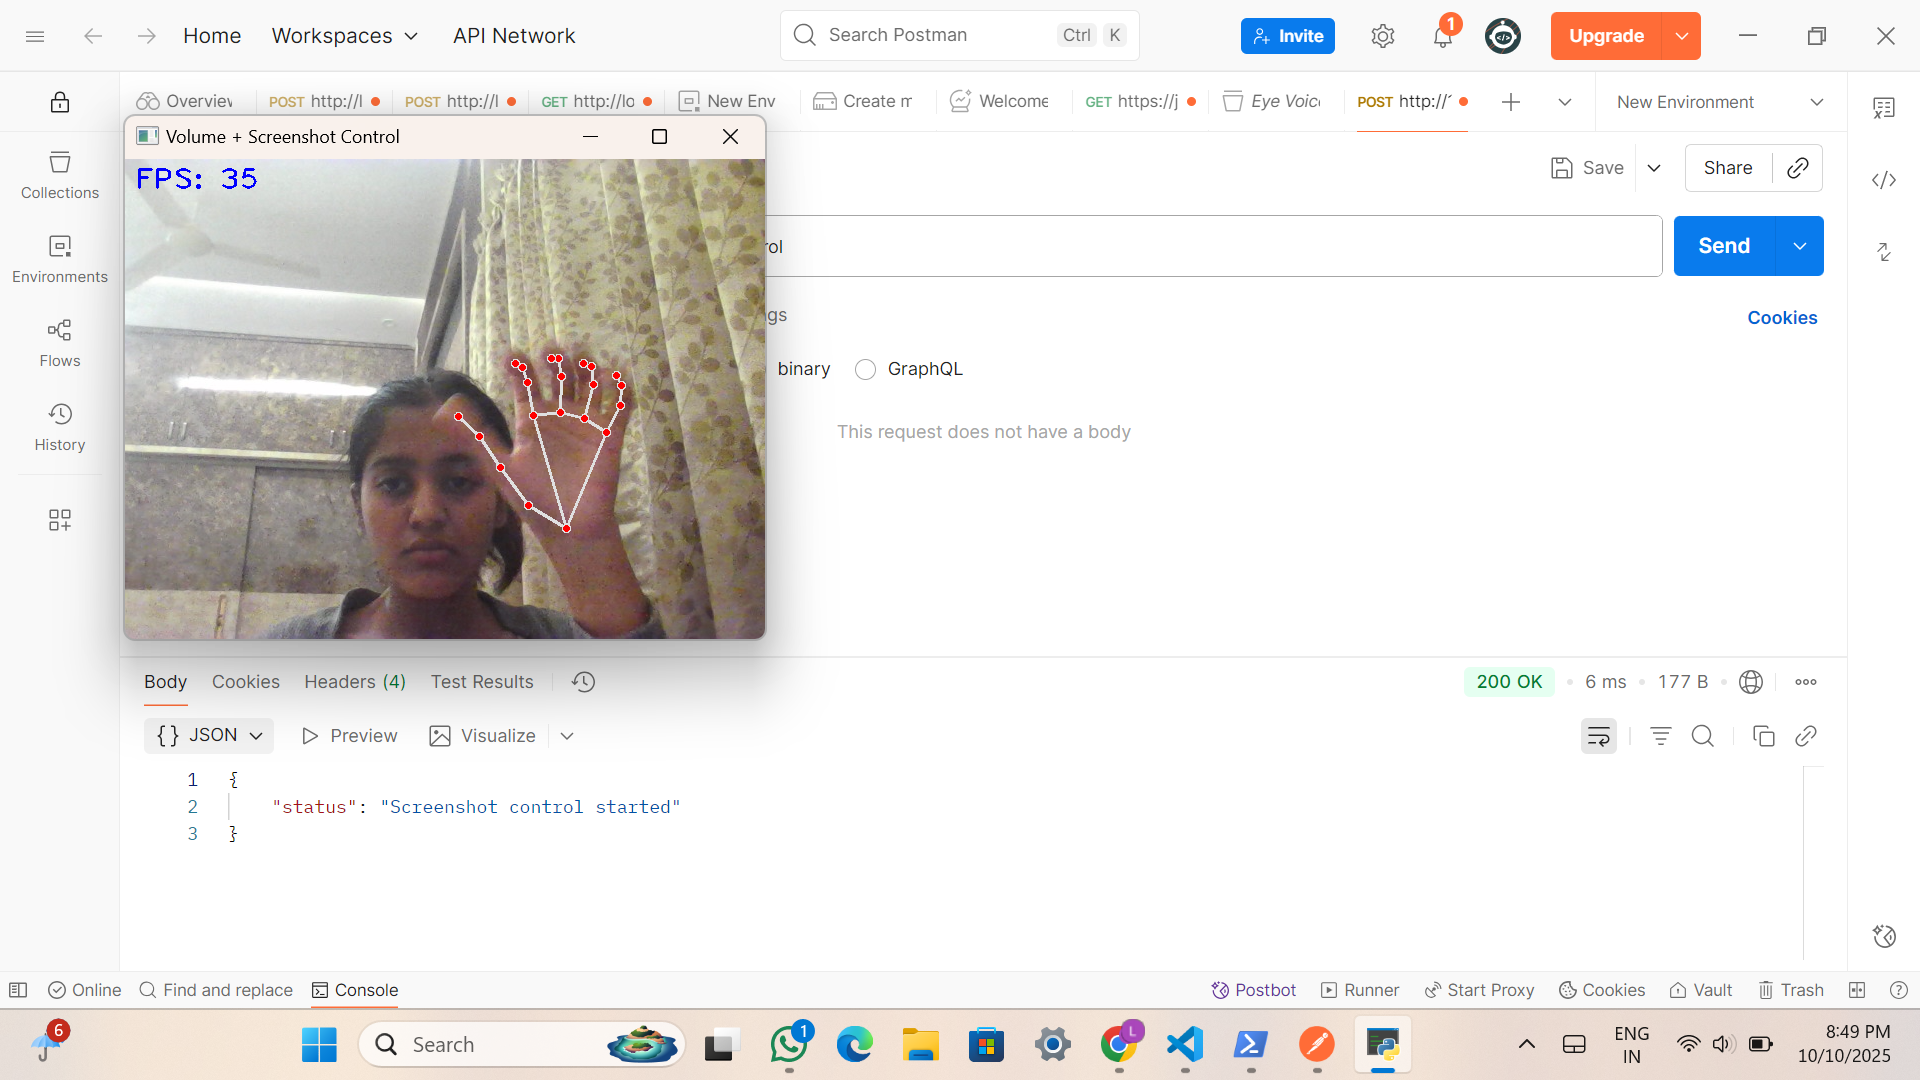 Home
Workspaces
API Network
Search Postman
Ctrl K
Invite
1
Upgrade
Overview
POST http://l
POST http://l
GET http://lo
New Env
Create m
Welcome
GET https://j
Eye Voic
POST http://
New Environment
Volume + Screenshot Control
FPS: 35
Collections
Environments
Flows
History
Save
Share
rol
Send
gs
Cookies
binary
GraphQL
This request does not have a body
Body
Cookies
Headers (4)
Test Results
200 OK
6 ms
177 B
{} JSON
Preview
Visualize
1 {
2 "status": "Screenshot control started"
3 }
Online
Find and replace
Console
Postbot
Runner
Start Proxy
Cookies
Vault
Trash
6
Search
1
L
ENG
IN
8:49 PM
10/10/2025